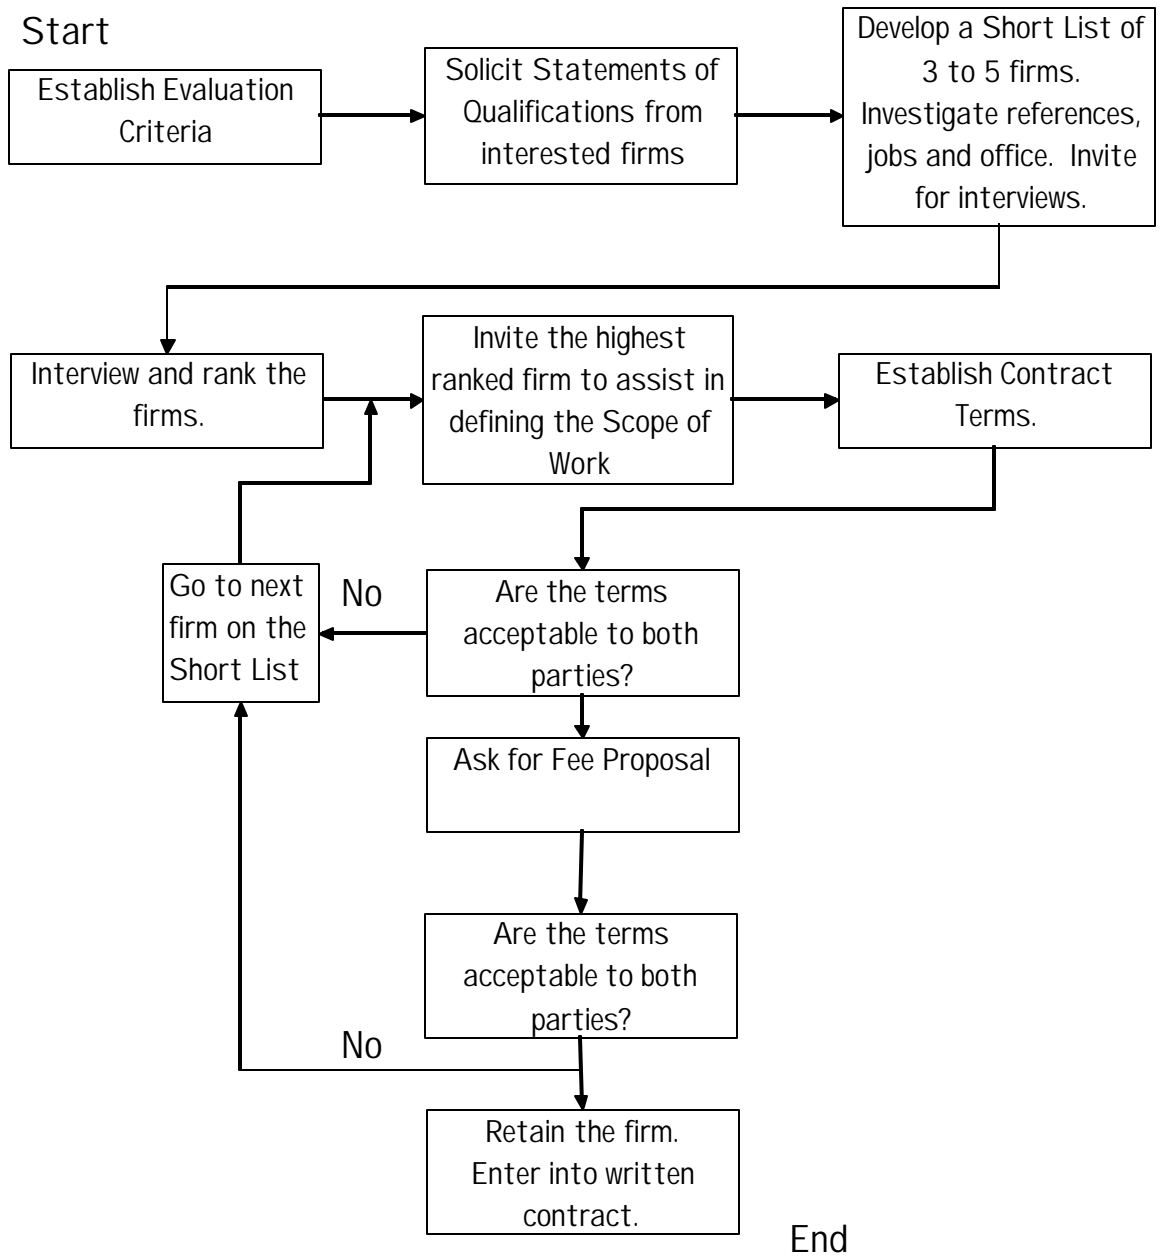 Start
Establish Evaluation
Criteria
Solicit Statements of
Qualifications from
interested firms
Develop a Short List of
3 to 5 firms.
Investigate references,
jobs and office. Invite
for interviews.
Interview and rank the
firms.
Invite the highest
ranked firm to assist in
defining the Scope of
Work
Establish Contract
Terms.
Go to next
firm on the
Short List
No
Are the terms
acceptable to both
parties?
Ask for Fee Proposal
Are the terms
acceptable to both
parties?
No
Retain the firm.
Enter into written
contract.
End